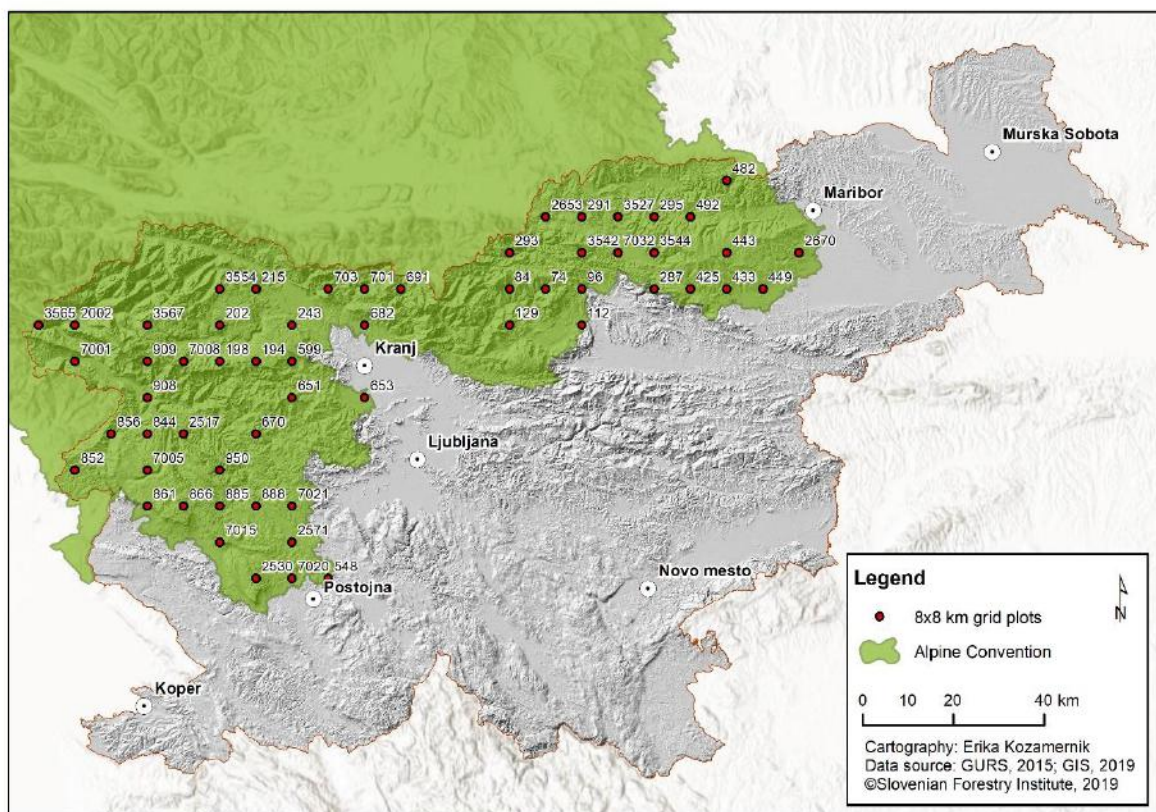 Murska Sobota
482
Maribor
2653 291 3527 295 492
293 3542 7032 3544 443 2670
3554 215 703 701 691 84 74 96 287 425 433 449
3565 2002 3567 202 243 682 129 112
7001 909 7008 198 194 599
Kranj
908 651 653
856 844 2517 670
Ljubljana
852 7005 950
861 866 885 888 7021
7015 2571
2530 7020 548
Postojna
Novo mesto
Koper
Legend
N
8x8 km grid plots
Alpine Convention
0 10 20 40 km
Cartography: Erika Kozamernik
Data source: GURS, 2015; GIS, 2019
©Slovenian Forestry Institute, 2019